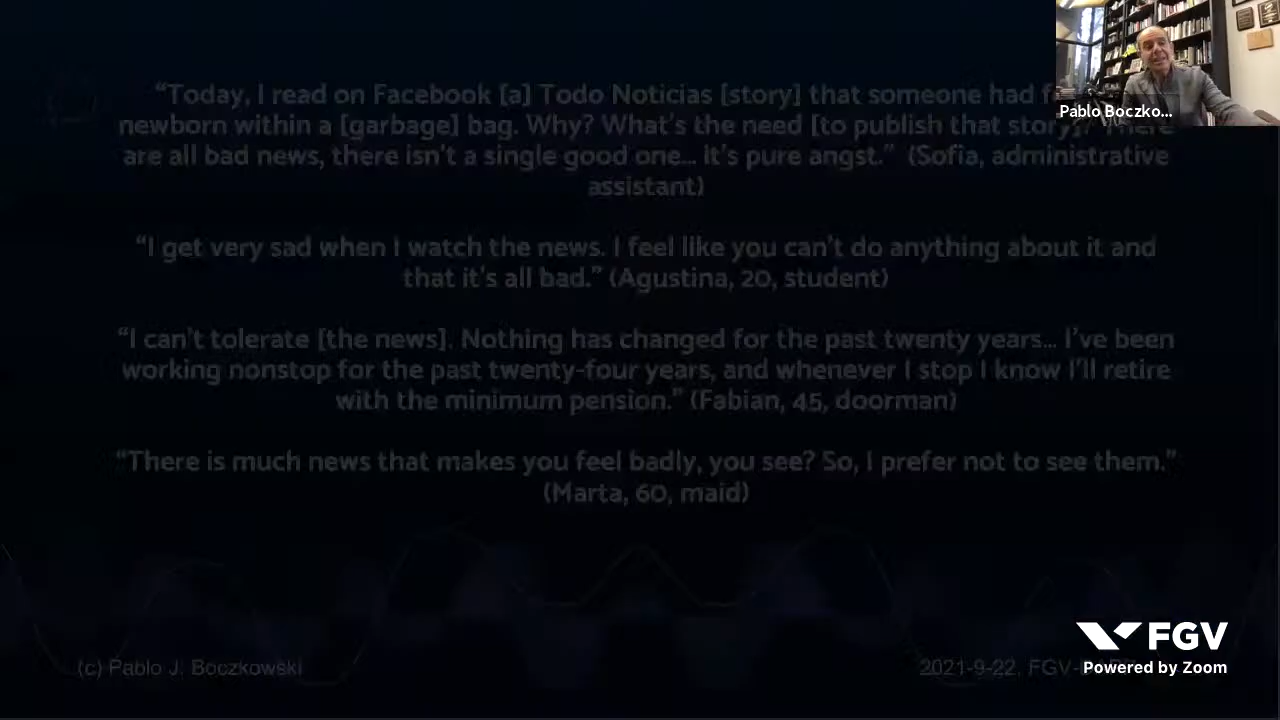 “Today, I read on Facebook [a] Todo Noticias [story] that someone had
newborn within a [garbage] bag. Why? What’s the need [to publish that story]?
are all bad news, there isn’t a single good one... it’s pure angst.” (Sofia, administrative
assistant)
“I get very sad when I watch the news. I feel like you can’t do anything about it and
that it’s all bad.” (Agustina, 20, student)
“I can’t tolerate [the news]. Nothing has changed for the past twenty years... I’ve been
working nonstop for the past twenty-four years, and whenever I stop I know I’ll retire
with the minimum pension.” (Fabian, 45, doorman)
“There is much news that makes you feel badly, you see? So, I prefer not to see them.”
(Marta, 60, maid)
Pablo Boczko...
(c) Pablo J. Boczkowski
2021-9-22, FGV-
FGV
Powered by Zoom